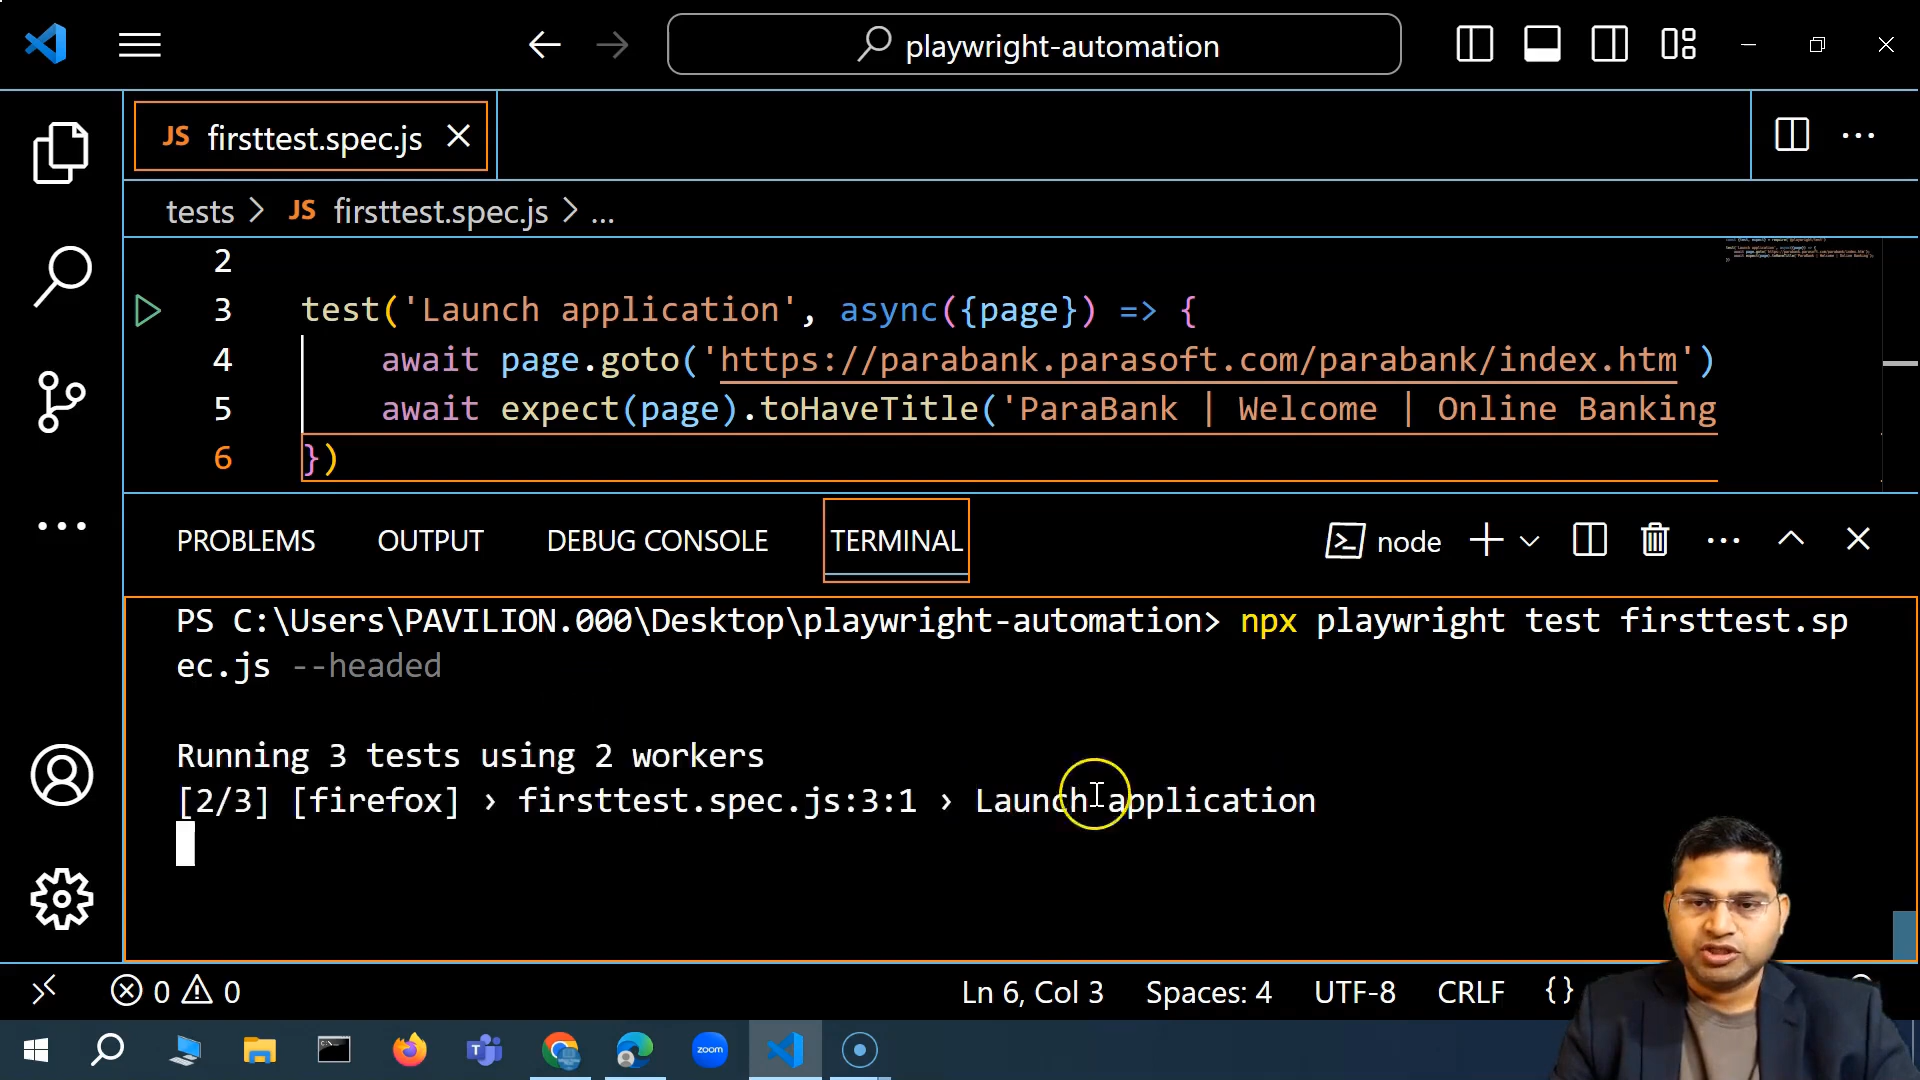 playwright-automation
JS firsttest.spec.js
tests > JS firsttest.spec.js > ...
2
3 test('Launch application', async({page}) => {
4 await page.goto('https://parabank.parasoft.com/parabank/index.htm')
5 await expect(page).toHaveTitle('ParaBank | Welcome | Online Banking
6 })
PROBLEMS OUTPUT DEBUG CONSOLE TERMINAL node
PS C:\Users\PAVILION.000\Desktop\playwright-automation> npx playwright test firsttest.sp
ec.js --headed
Running 3 tests using 2 workers
[2/3] [firefox] › firsttest.spec.js:3:1 › Launch application
0 0 Ln 6, Col 3 Spaces: 4 UTF-8 CRLF {}
zoom